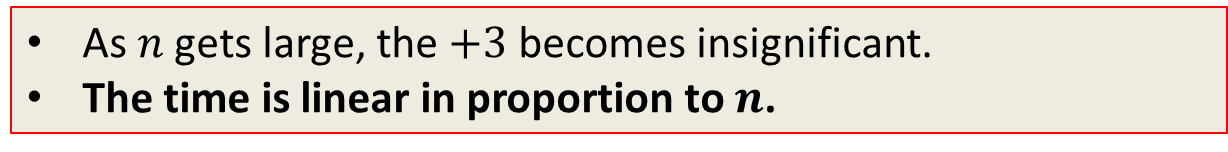 • As n gets large, the +3 becomes insignificant.
• The time is linear in proportion to n.